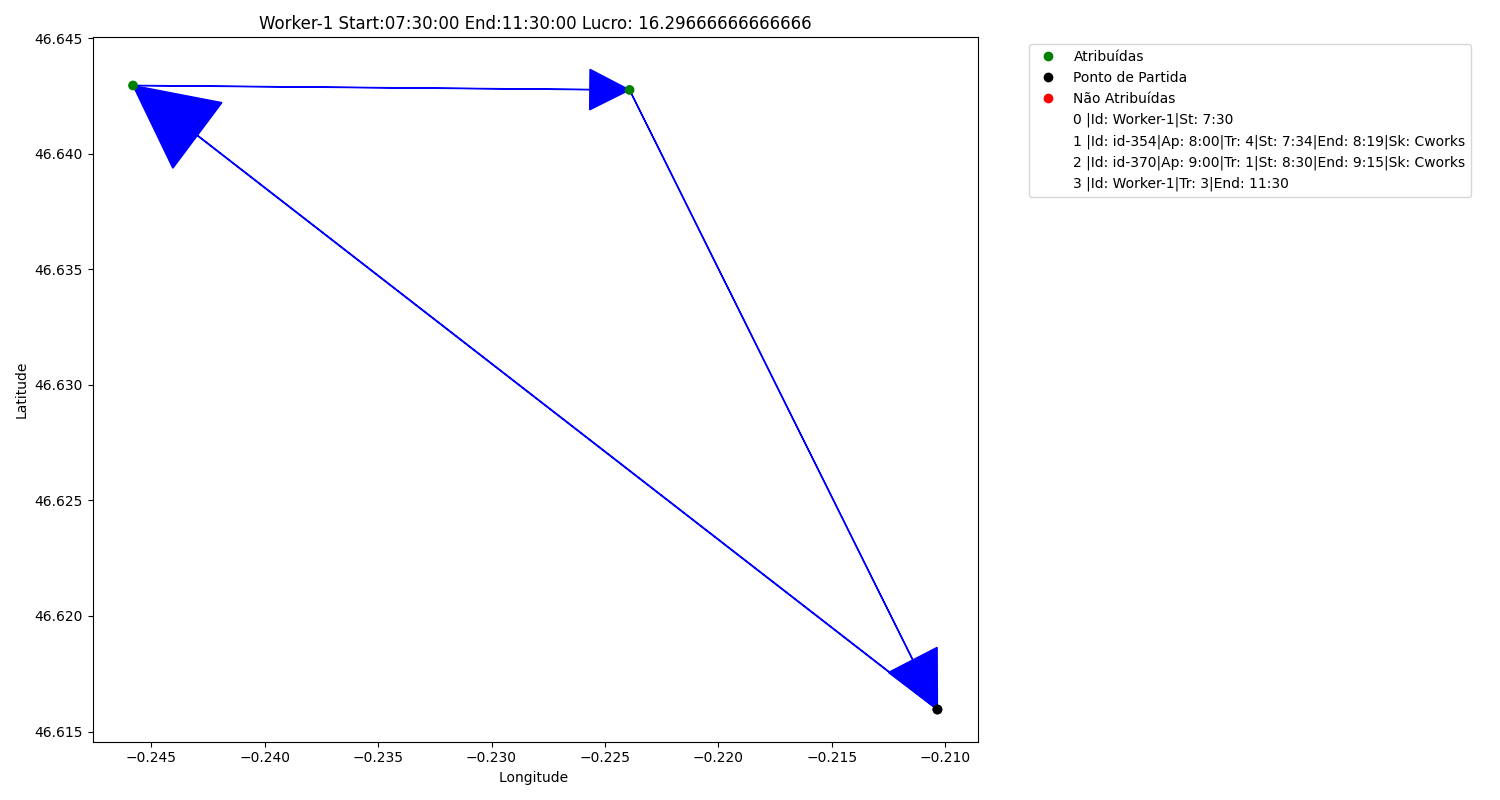 Worker-1 Start:07:30:00 End:11:30:00 Lucro: 16.29666666666666
46.645
46.640
46.635
46.630
46.625
46.620
46.615
Latitude
−0.245
−0.240
−0.235
−0.230
−0.225
−0.220
−0.215
−0.210
Longitude
Atribuídas
Ponto de Partida
Não Atribuídas
0 |Id: Worker-1|St: 7:30
1 |Id: id-354|Ap: 8:00|Tr: 4|St: 7:34|End: 8:19|Sk: Cworks
2 |Id: id-370|Ap: 9:00|Tr: 1|St: 8:30|End: 9:15|Sk: Cworks
3 |Id: Worker-1|Tr: 3|End: 11:30